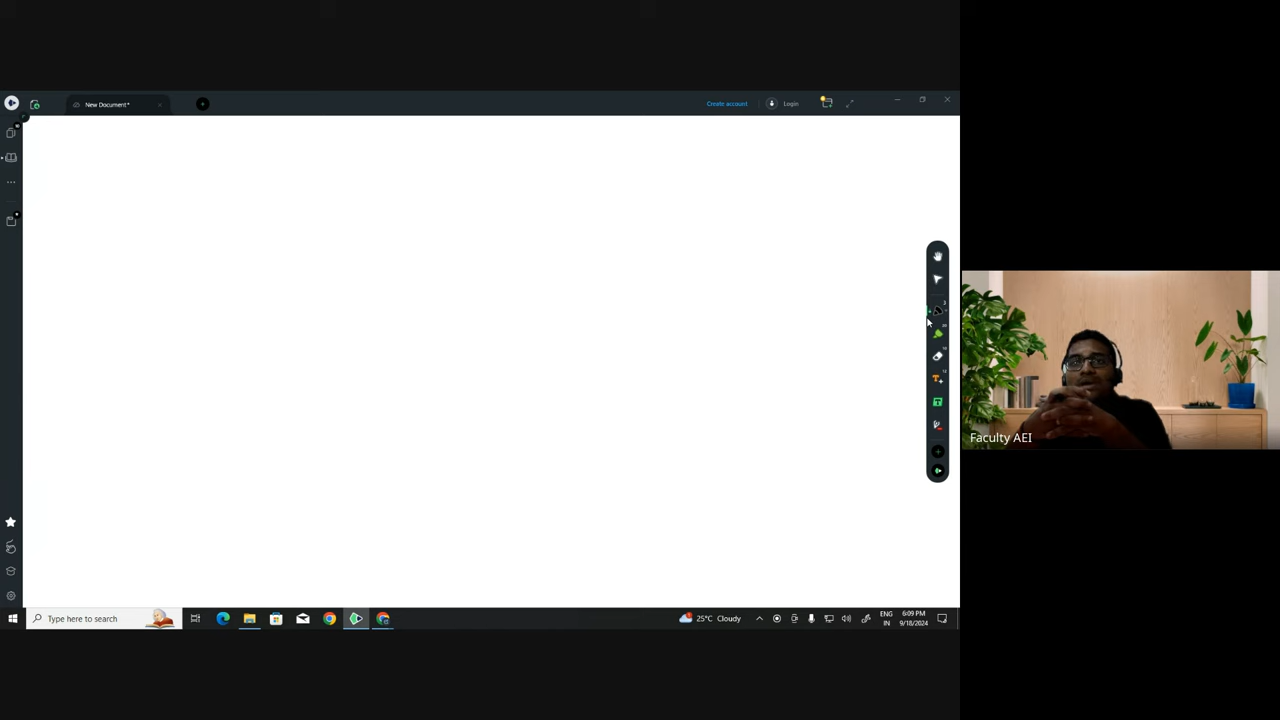 New Document*
Create account
Login
3
Faculty AEI
Type here to search
25°C Cloudy
ENG
IN
6:09 PM
9/18/2024